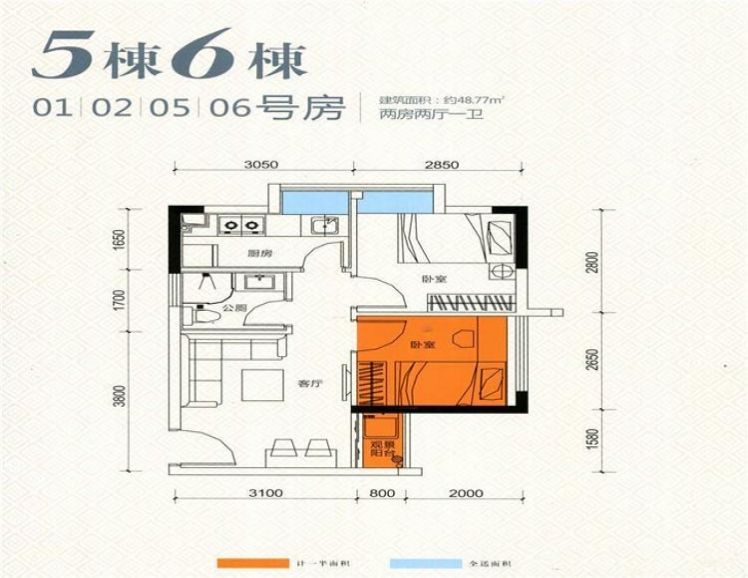 5棟6棟
01|02|05|06号房
建筑面积：约48.77㎡
两房两厅一卫
3050 2850
1650
厨房
2800
卧室
1700
公厕
卧室
2650
客厅
3800
观景
阳台
1580
3100 800 2000
计一半面积 全送面积